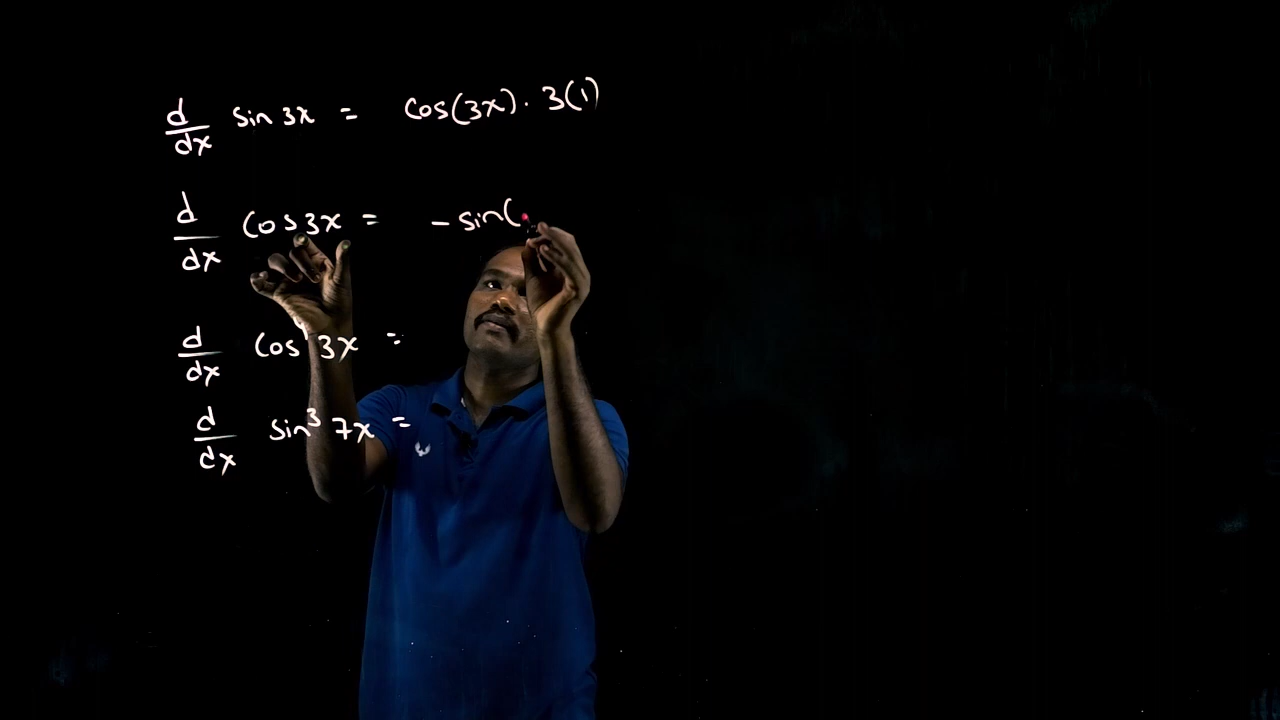 d/dx sin 3x = cos(3x) . 3(1)
d/dx cos 3x = - sin(
d/dx cos 3x =
d/dx sin³ 7x =